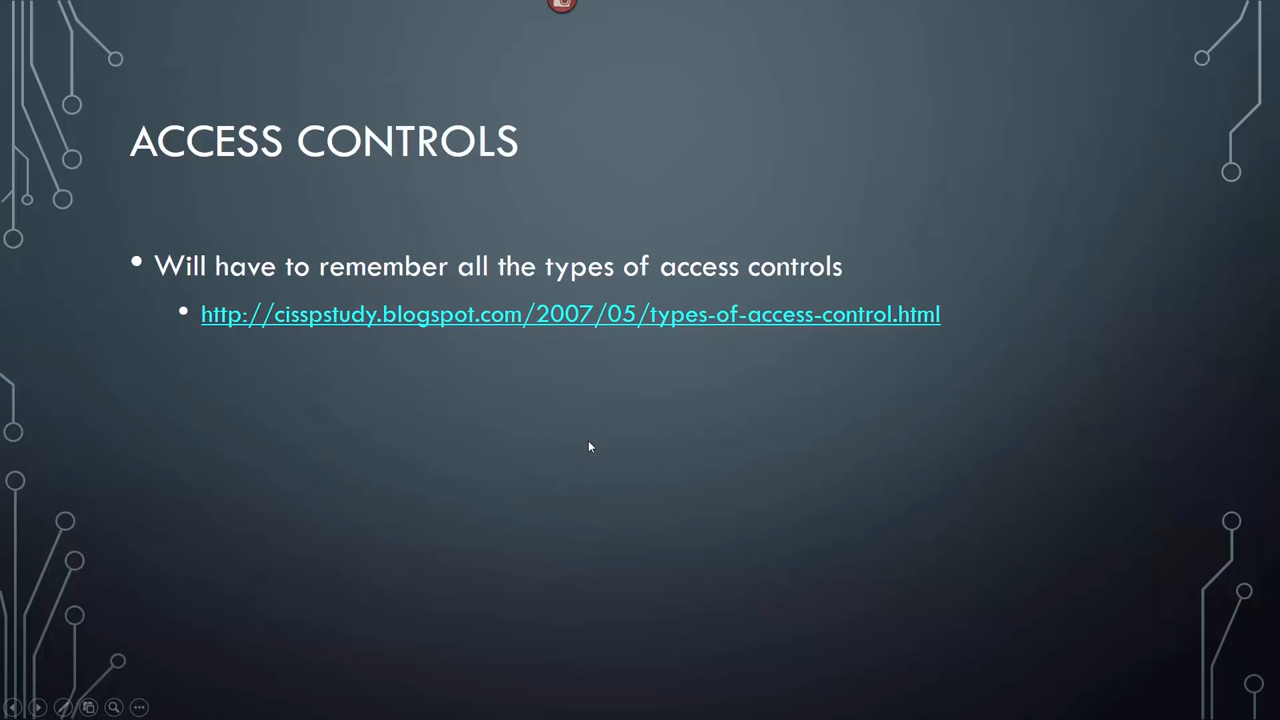 ACCESS CONTROLS
• Will have to remember all the types of access controls
• http://cisspstudy.blogspot.com/2007/05/types-of-access-control.html